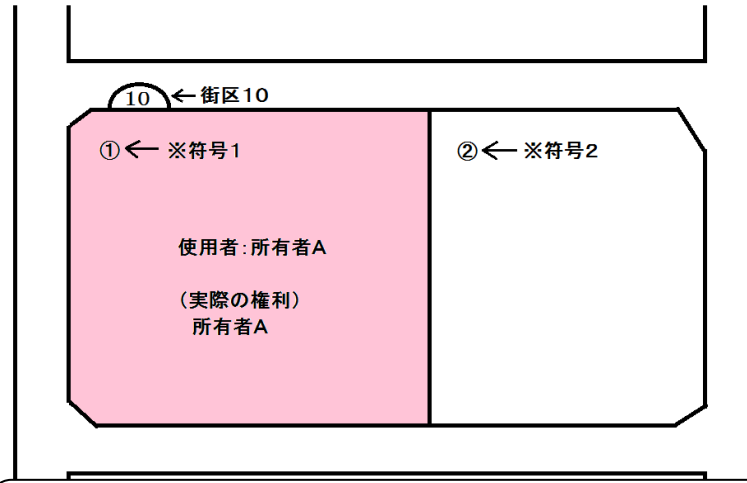 10 ← 街区10
① ← ※符号1
② ← ※符号2
使用者：所有者A
（実際の権利）
所有者A